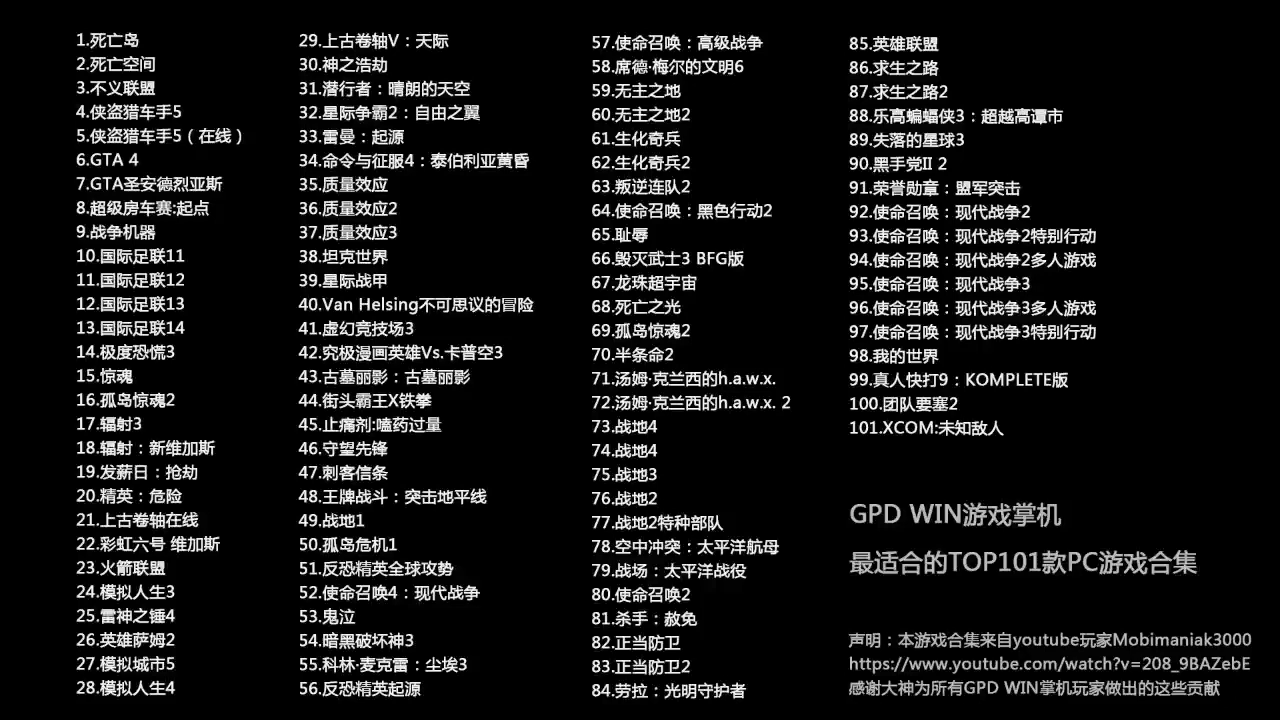 1.死亡岛
2.死亡空间
3.不义联盟
4.侠盗猎车手5
5.侠盗猎车手5（在线）
6.GTA 4
7.GTA圣安德烈亚斯
8.超级房车赛:起点
9.战争机器
10.国际足联11
11.国际足联12
12.国际足联13
13.国际足联14
14.极度恐慌3
15.惊魂
16.孤岛惊魂2
17.辐射3
18.辐射：新维加斯
19.发薪日：抢劫
20.精英：危险
21.上古卷轴在线
22.彩虹六号 维加斯
23.火箭联盟
24.模拟人生3
25.雷神之锤4
26.英雄萨姆2
27.模拟城市5
28.模拟人生4
29.上古卷轴V：天际
30.神之浩劫
31.潜行者：晴朗的天空
32.星际争霸2：自由之翼
33.雷曼：起源
34.命令与征服4：泰伯利亚黄昏
35.质量效应
36.质量效应2
37.质量效应3
38.坦克世界
39.星际战甲
40.Van Helsing不可思议的冒险
41.虚幻竞技场3
42.究极漫画英雄Vs.卡普空3
43.古墓丽影：古墓丽影
44.街头霸王X铁拳
45.止痛剂:嗑药过量
46.守望先锋
47.刺客信条
48.王牌战斗：突击地平线
49.战地1
50.孤岛危机1
51.反恐精英全球攻势
52.使命召唤4：现代战争
53.鬼泣
54.暗黑破坏神3
55.科林·麦克雷：尘埃3
56.反恐精英起源
57.使命召唤：高级战争
58.席德·梅尔的文明6
59.无主之地
60.无主之地2
61.生化奇兵
62.生化奇兵2
63.叛逆连队2
64.使命召唤：黑色行动2
65.耻辱
66.毁灭武士3 BFG版
67.龙珠超宇宙
68.死亡之光
69.孤岛惊魂2
70.半条命2
71.汤姆·克兰西的h.a.w.x.
72.汤姆·克兰西的h.a.w.x. 2
73.战地4
74.战地4
75.战地3
76.战地2
77.战地2特种部队
78.空中冲突：太平洋航母
79.战场：太平洋战役
80.使命召唤2
81.杀手：赦免
82.正当防卫
83.正当防卫2
84.劳拉：光明守护者
85.英雄联盟
86.求生之路
87.求生之路2
88.乐高蝙蝠侠3：超越高谭市
89.失落的星球3
90.黑手党II 2
91.荣誉勋章：盟军突击
92.使命召唤：现代战争2
93.使命召唤：现代战争2特别行动
94.使命召唤：现代战争2多人游戏
95.使命召唤：现代战争3
96.使命召唤：现代战争3多人游戏
97.使命召唤：现代战争3特别行动
98.我的世界
99.真人快打9：KOMPLETE版
100.团队要塞2
101.XCOM:未知敌人
GPD WIN游戏掌机
最适合的TOP101款PC游戏合集
声明：本游戏合集来自youtube玩家Mobimaniak3000
https://www.youtube.com/watch?v=208_9BAZebE
感谢大神为所有GPD WIN掌机玩家做出的这些贡献